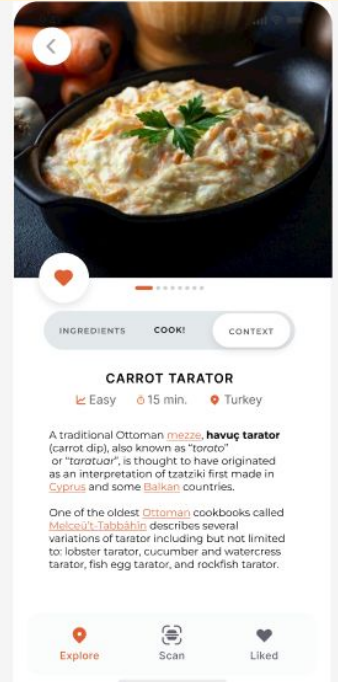 INGREDIENTS COOK! CONTEXT
CARROT TARATOR
Easy 15 min. Turkey
A traditional Ottoman mezze, havuç tarator
(carrot dip), also known as “torato”
or “taratuar”, is thought to have originated
as an interpretation of tzatziki first made in
Cyprus and some Balkan countries.
One of the oldest Ottoman cookbooks called
Melceü't-Tabbâhîn describes several
variations of tarator including but not limited
to: lobster tarator, cucumber and watercress
tarator, fish egg tarator, and rockfish tarator.
Explore Scan Liked